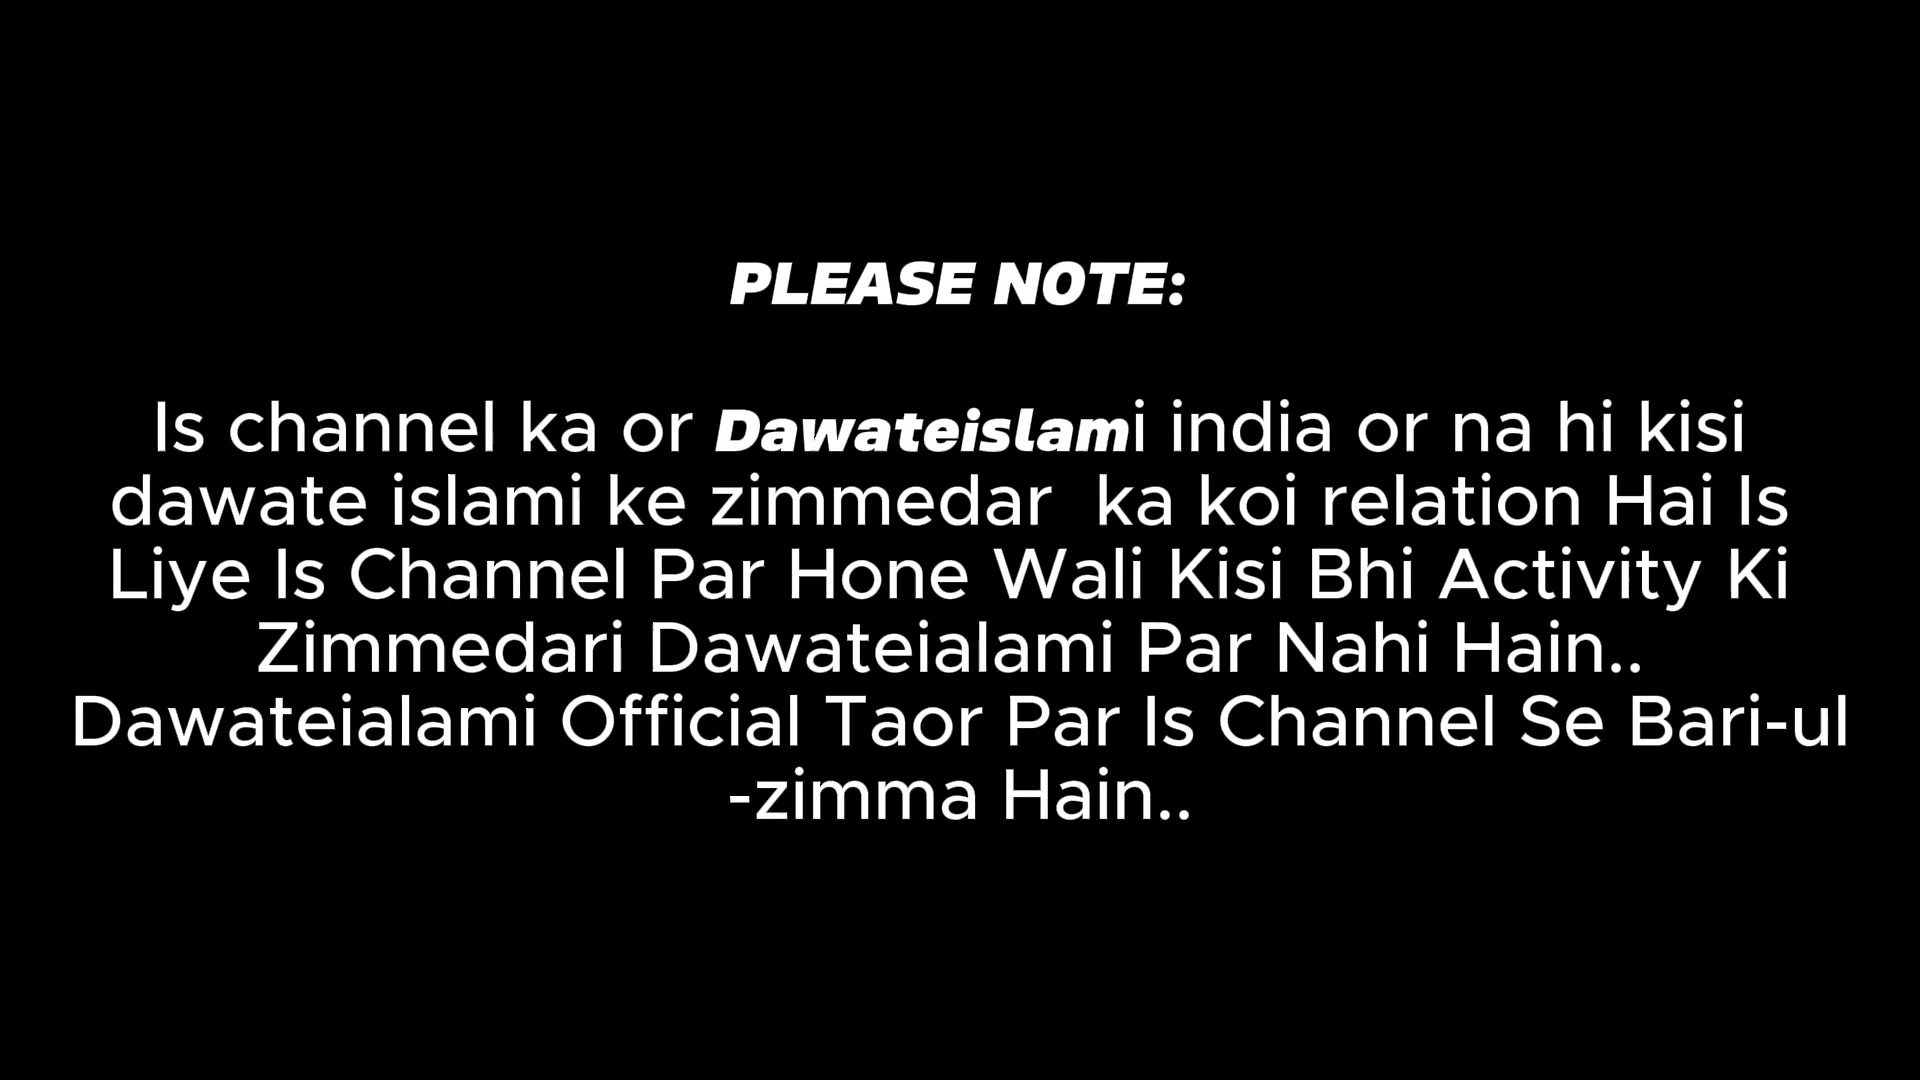 PLEASE NOTE:
Is channel ka or Dawateislami india or na hi kisi
dawate islami ke zimmedar  ka koi relation Hai Is
Liye Is Channel Par Hone Wali Kisi Bhi Activity Ki
Zimmedari Dawateialami Par Nahi Hain..
Dawateialami Official Taor Par Is Channel Se Bari-ul
-zimma Hain..